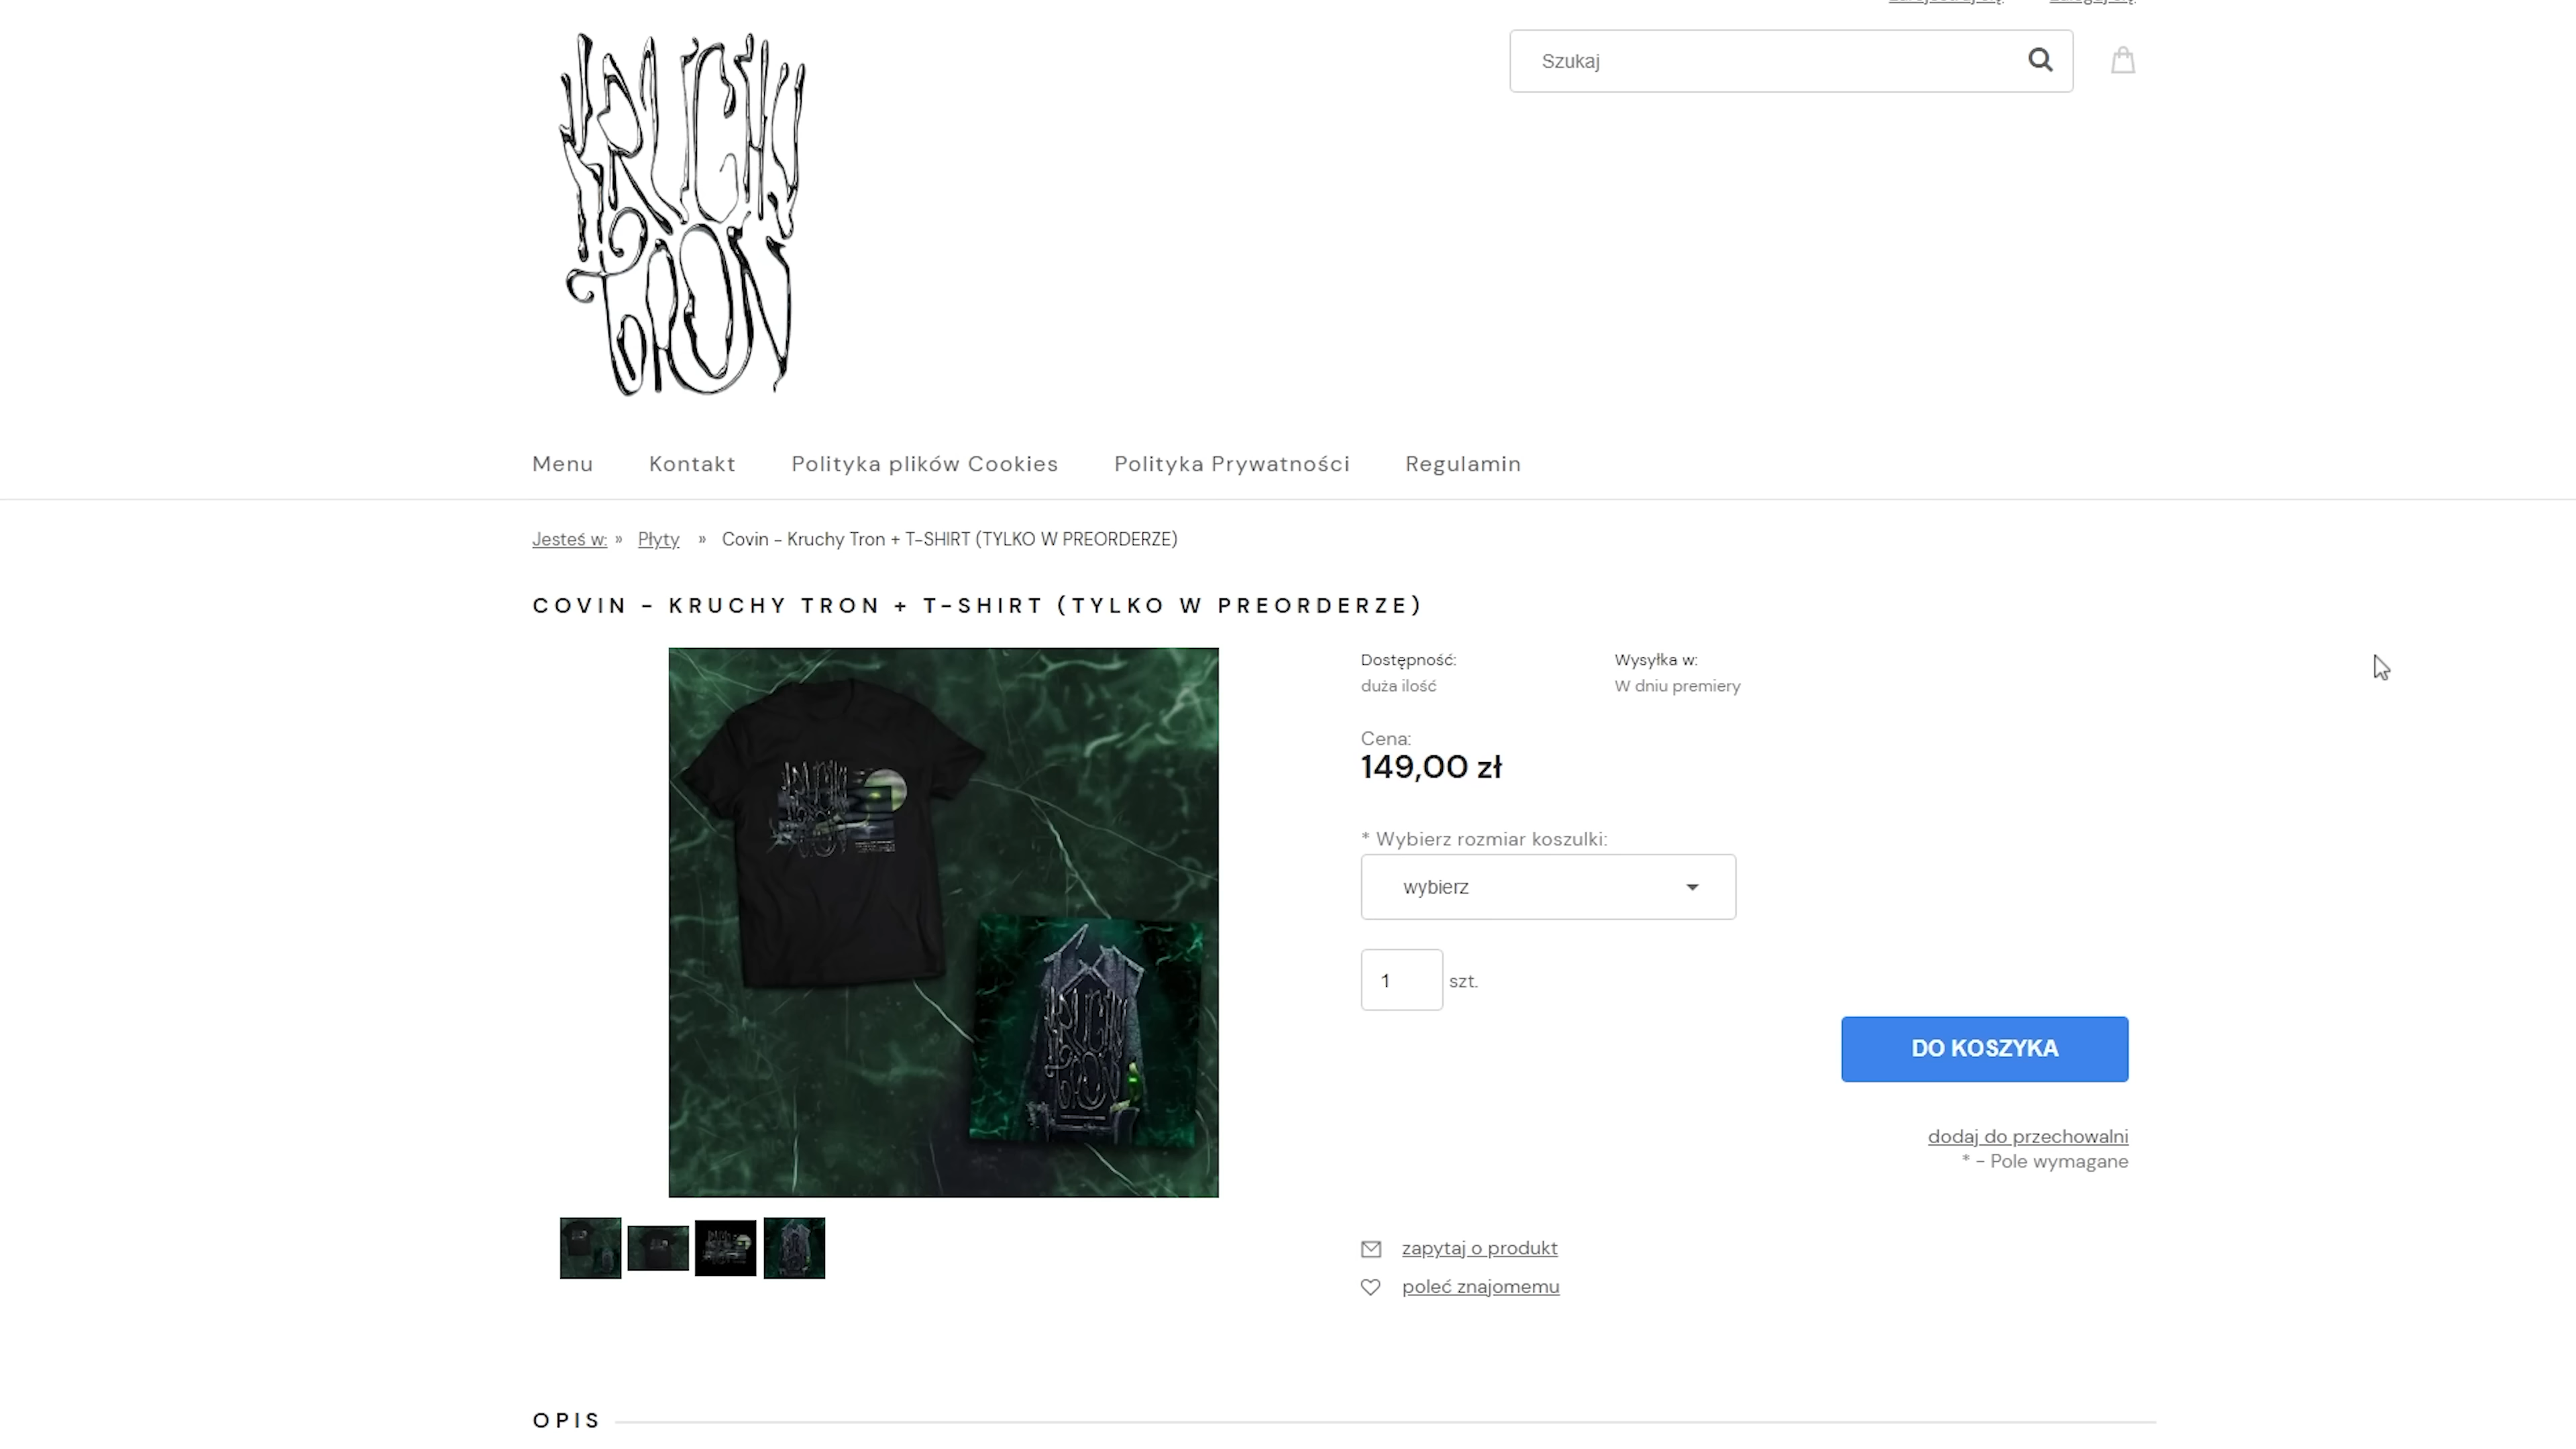 Szukaj
KRUCHY
TRON
Menu Kontakt Polityka plików Cookies Polityka Prywatności Regulamin
Jesteś w: » Płyty » Covin - Kruchy Tron + T-SHIRT (TYLKO W PREORDERZE)
COVIN - KRUCHY TRON + T-SHIRT (TYLKO W PREORDERZE)
Dostępność:
duża ilość
Wysyłka w:
W dniu premiery
Cena:
149,00 zł
* Wybierz rozmiar koszulki:
wybierz
1 szt.
DO KOSZYKA
dodaj do przechowalni
* - Pole wymagane
zapytaj o produkt
poleć znajomemu
OPIS